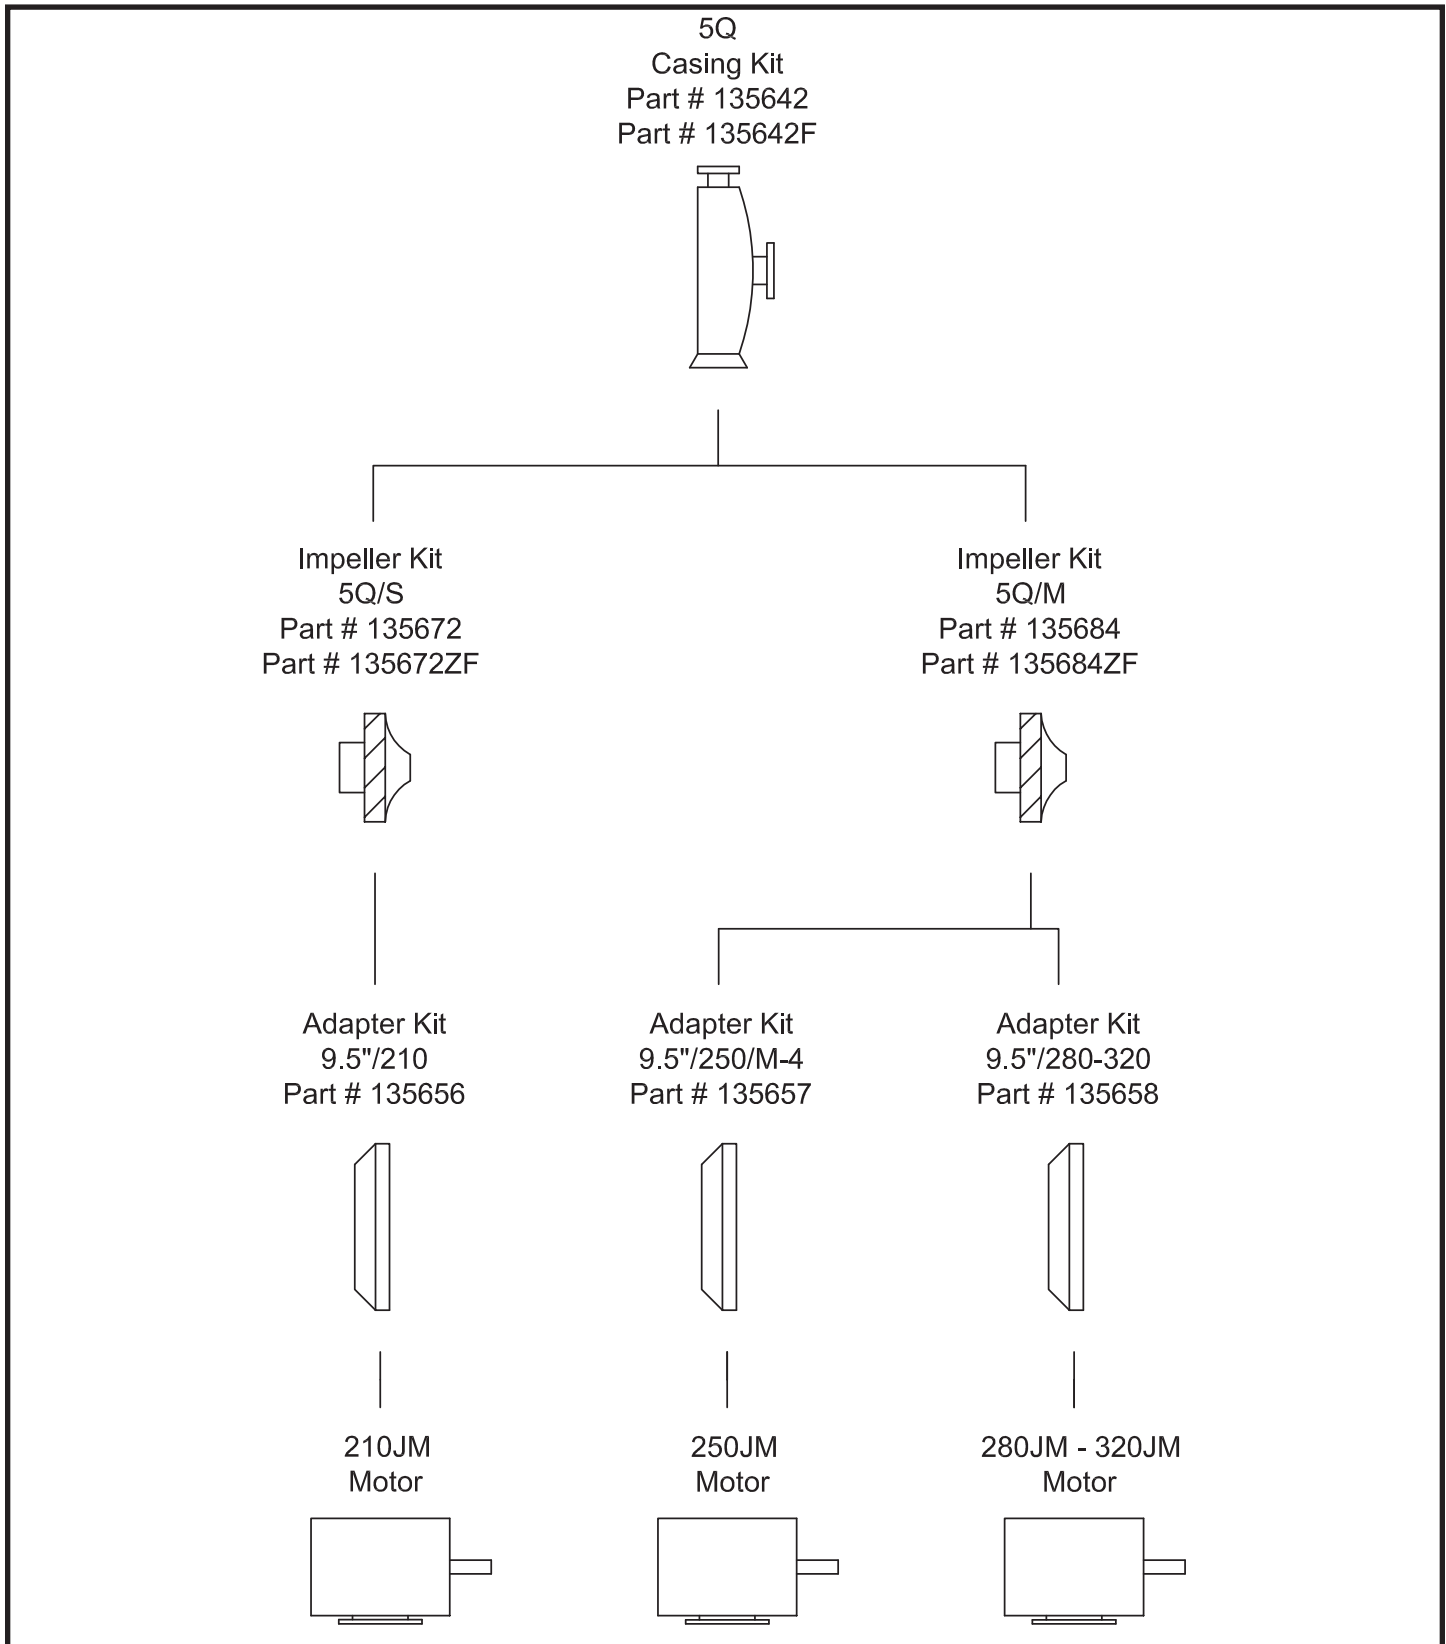 5Q
Casing Kit
Part # 135642
Part # 135642F
Impeller Kit
5Q/S
Part # 135672
Part # 135672ZF
Impeller Kit
5Q/M
Part # 135684
Part # 135684ZF
Adapter Kit
9.5"/210
Part # 135656
Adapter Kit
9.5"/250/M-4
Part # 135657
Adapter Kit
9.5"/280-320
Part # 135658
210JM
Motor
250JM
Motor
280JM - 320JM
Motor